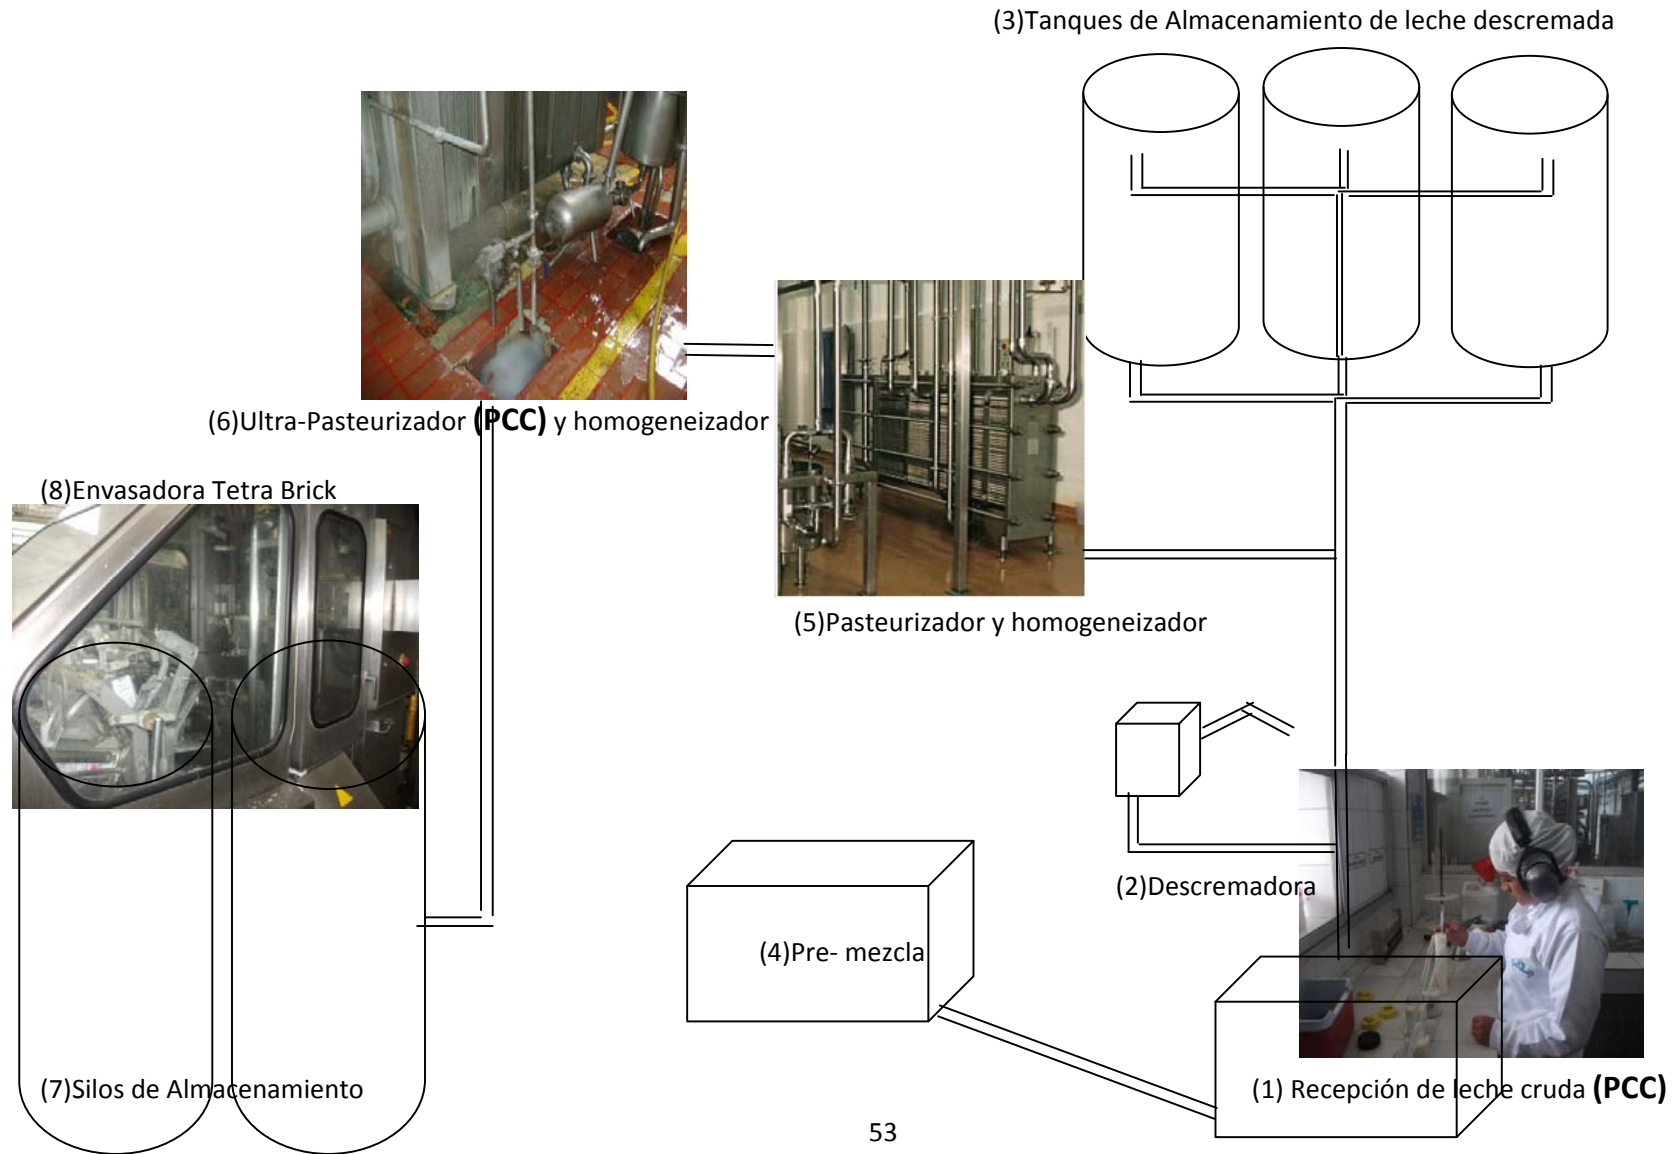 (3)Tanques de Almacenamiento de leche descremada
(6)Ultra-Pasteurizador (PCC) y homogeneizador
(8)Envasadora Tetra Brick
(5)Pasteurizador y homogeneizador
(2)Descremadora
(4)Pre- mezcla
(7)Silos de Almacenamiento
(1) Recepción de leche cruda (PCC)
53